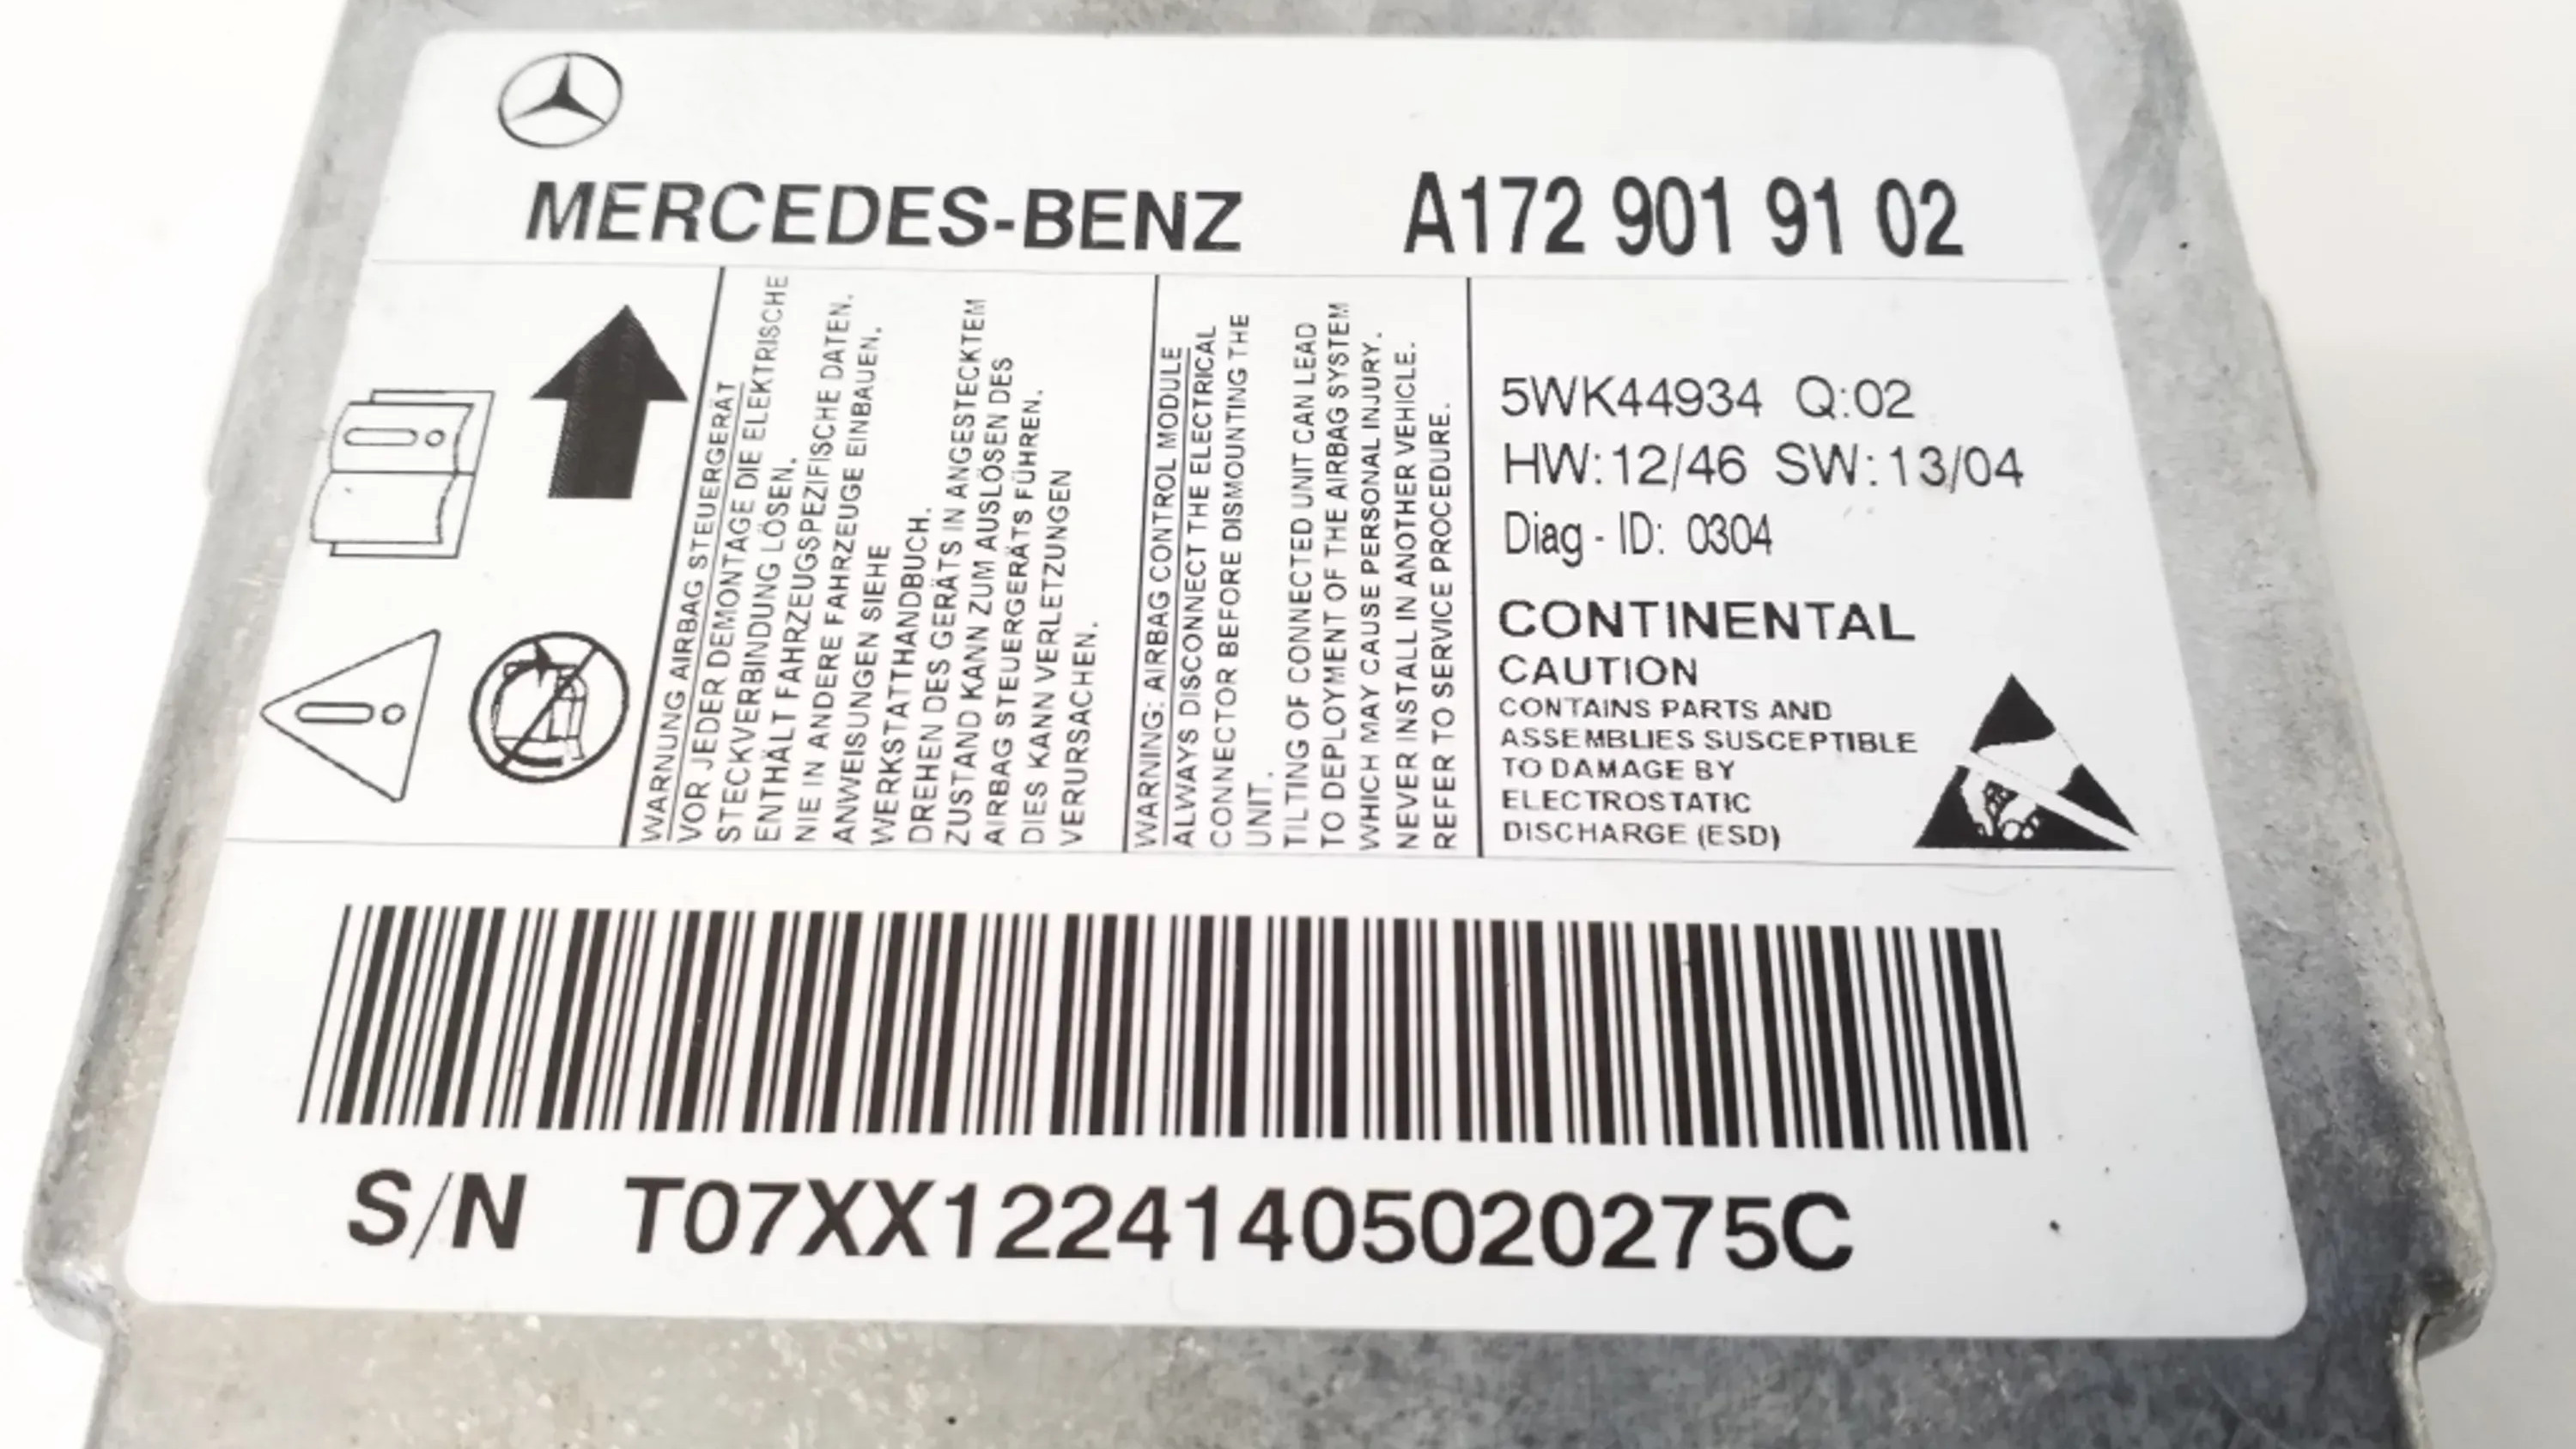 MERCEDES-BENZ A172 901 91 02
WARNUNG AIRBAG STEUERGERÄT
VOR JEDER DEMONTAGE DIE ELEKTRISCHE
STECKVERBINDUNG LÖSEN.
ENTHÄLT FAHRZEUGSPEZIFISCHE DATEN.
NIE IN ANDERE FAHRZEUGE EINBAUEN.
ANWEISUNGEN SIEHE
WERKSTATTHANDBUCH.
DREHEN DES GERÄTS IN ANGESTECKTEM
ZUSTAND KANN ZUM AUSLÖSEN DES
AIRBAG STEUERGERÄTS FÜHREN.
DIES KANN VERLETZUNGEN
VERURSACHEN.
WARNING: AIRBAG CONTROL MODULE
ALWAYS DISCONNECT THE ELECTRICAL
CONNECTOR BEFORE DISMOUNTING THE
UNIT.
TILTING OF CONNECTED UNIT CAN LEAD
TO DEPLOYMENT OF THE AIRBAG SYSTEM
WHICH MAY CAUSE PERSONAL INJURY.
NEVER INSTALL IN ANOTHER VEHICLE.
REFER TO SERVICE PROCEDURE.
5WK44934 Q:02
HW:12/46 SW:13/04
Diag - ID: 0304
CONTINENTAL
CAUTION
CONTAINS PARTS AND
ASSEMBLIES SUSCEPTIBLE
TO DAMAGE BY
ELECTROSTATIC
DISCHARGE (ESD)
S/N T07XX12241405020275C